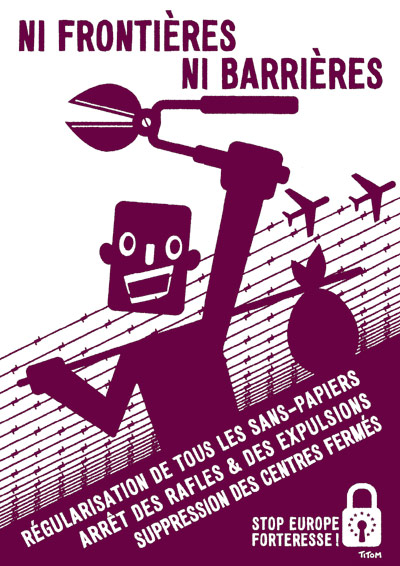 NI FRONTIÈRES
NI BARRIÈRES
RÉGULARISATION DE TOUS LES SANS-PAPIERS
ARRÊT DES RAFLES & DES EXPULSIONS
SUPPRESSION DES CENTRES FERMÉS
STOP EUROPE
FORTERESSE !
TITOM